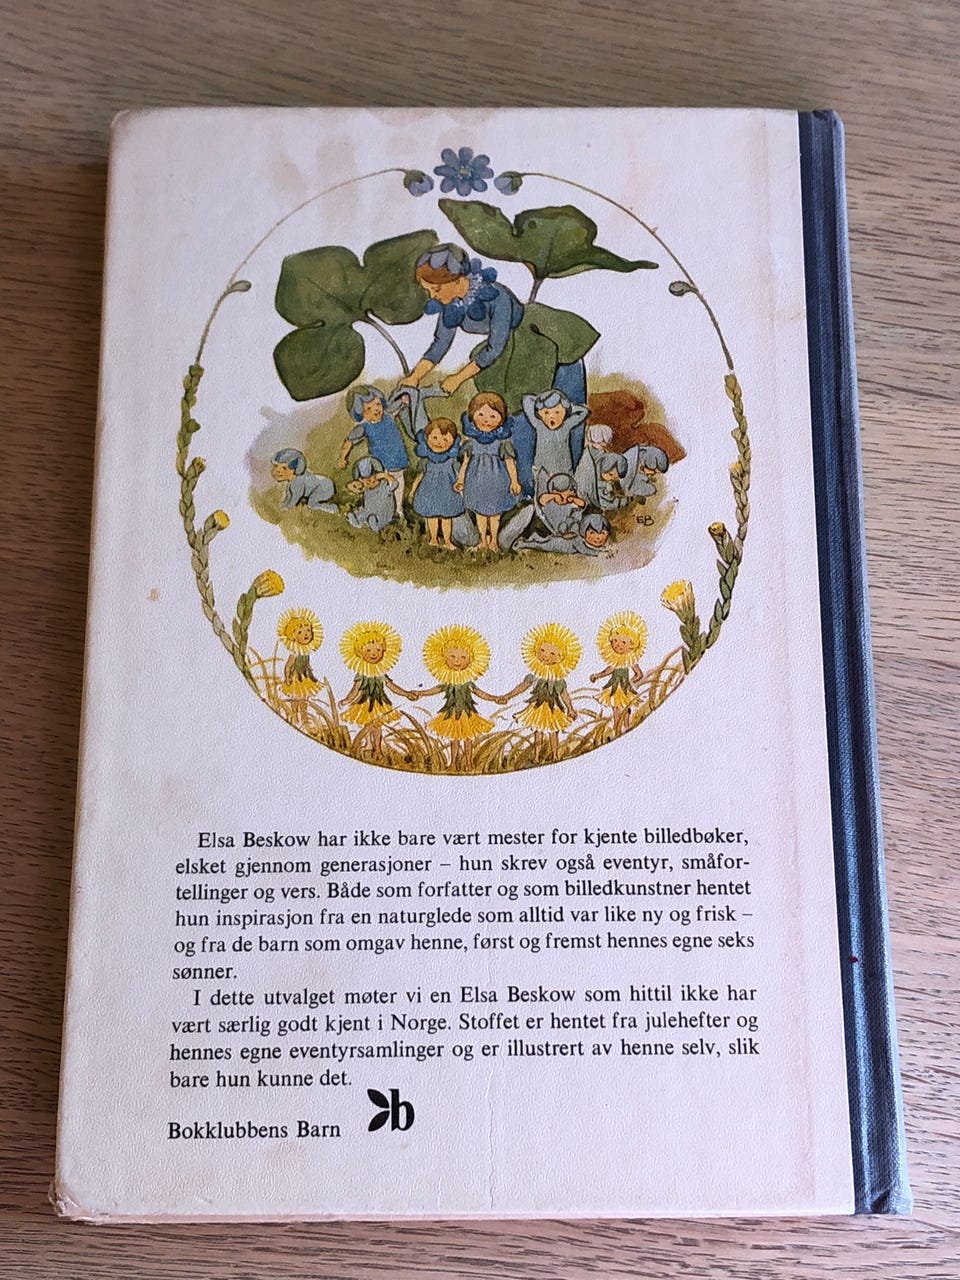 EB
Elsa Beskow har ikke bare vært mester for kjente billedbøker,
elsket gjennom generasjoner – hun skrev også eventyr, småfor-
tellinger og vers. Både som forfatter og som billedkunstner hentet
hun inspirasjon fra en naturglede som alltid var like ny og frisk –
og fra de barn som omgav henne, først og fremst hennes egne seks
sønner.
I dette utvalget møter vi en Elsa Beskow som hittil ikke har
vært særlig godt kjent i Norge. Stoffet er hentet fra julehefter og
hennes egne eventyrsamlinger og er illustrert av henne selv, slik
bare hun kunne det.
Bokklubbens Barn b